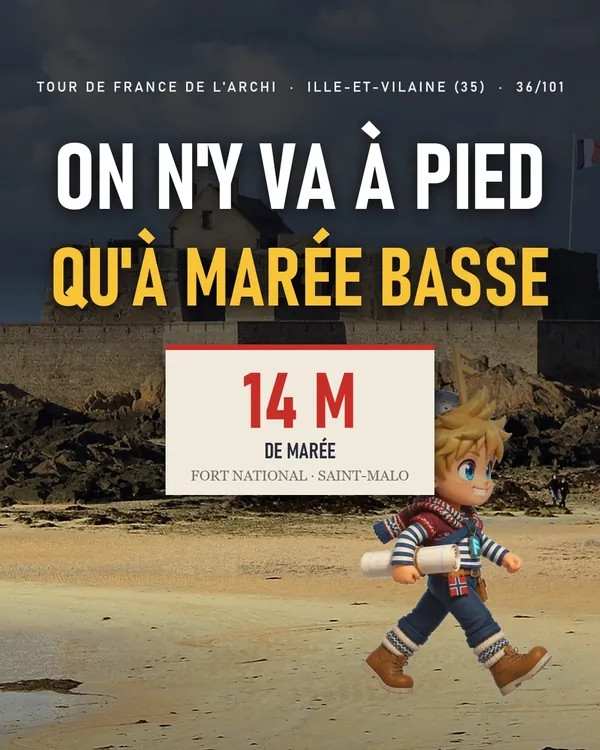 TOUR DE FRANCE DE L'ARCHI · ILLE-ET-VILAINE (35) · 36/101
ON N'Y VA À PIED
QU'À MARÉE BASSE
14 M
DE MARÉE
FORT NATIONAL · SAINT-MALO